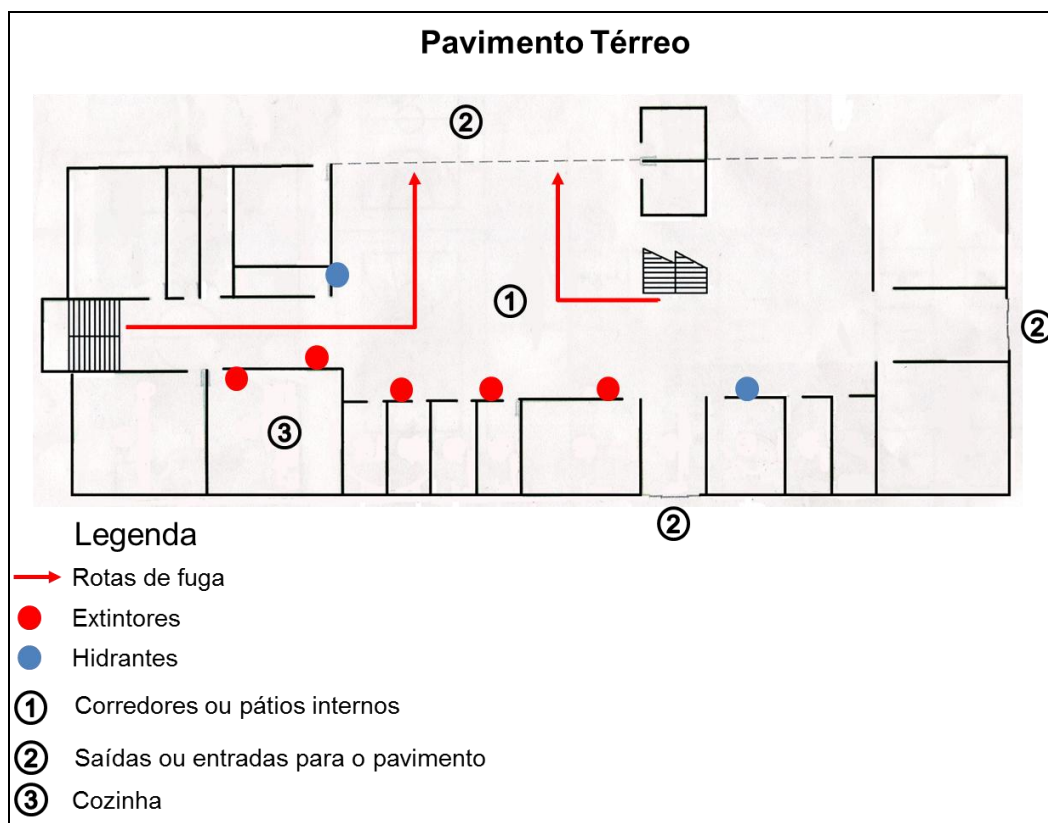 Pavimento Térreo
2
1
2
3
2
Legenda
Rotas de fuga
Extintores
Hidrantes
1 Corredores ou pátios internos
2 Saídas ou entradas para o pavimento
3 Cozinha